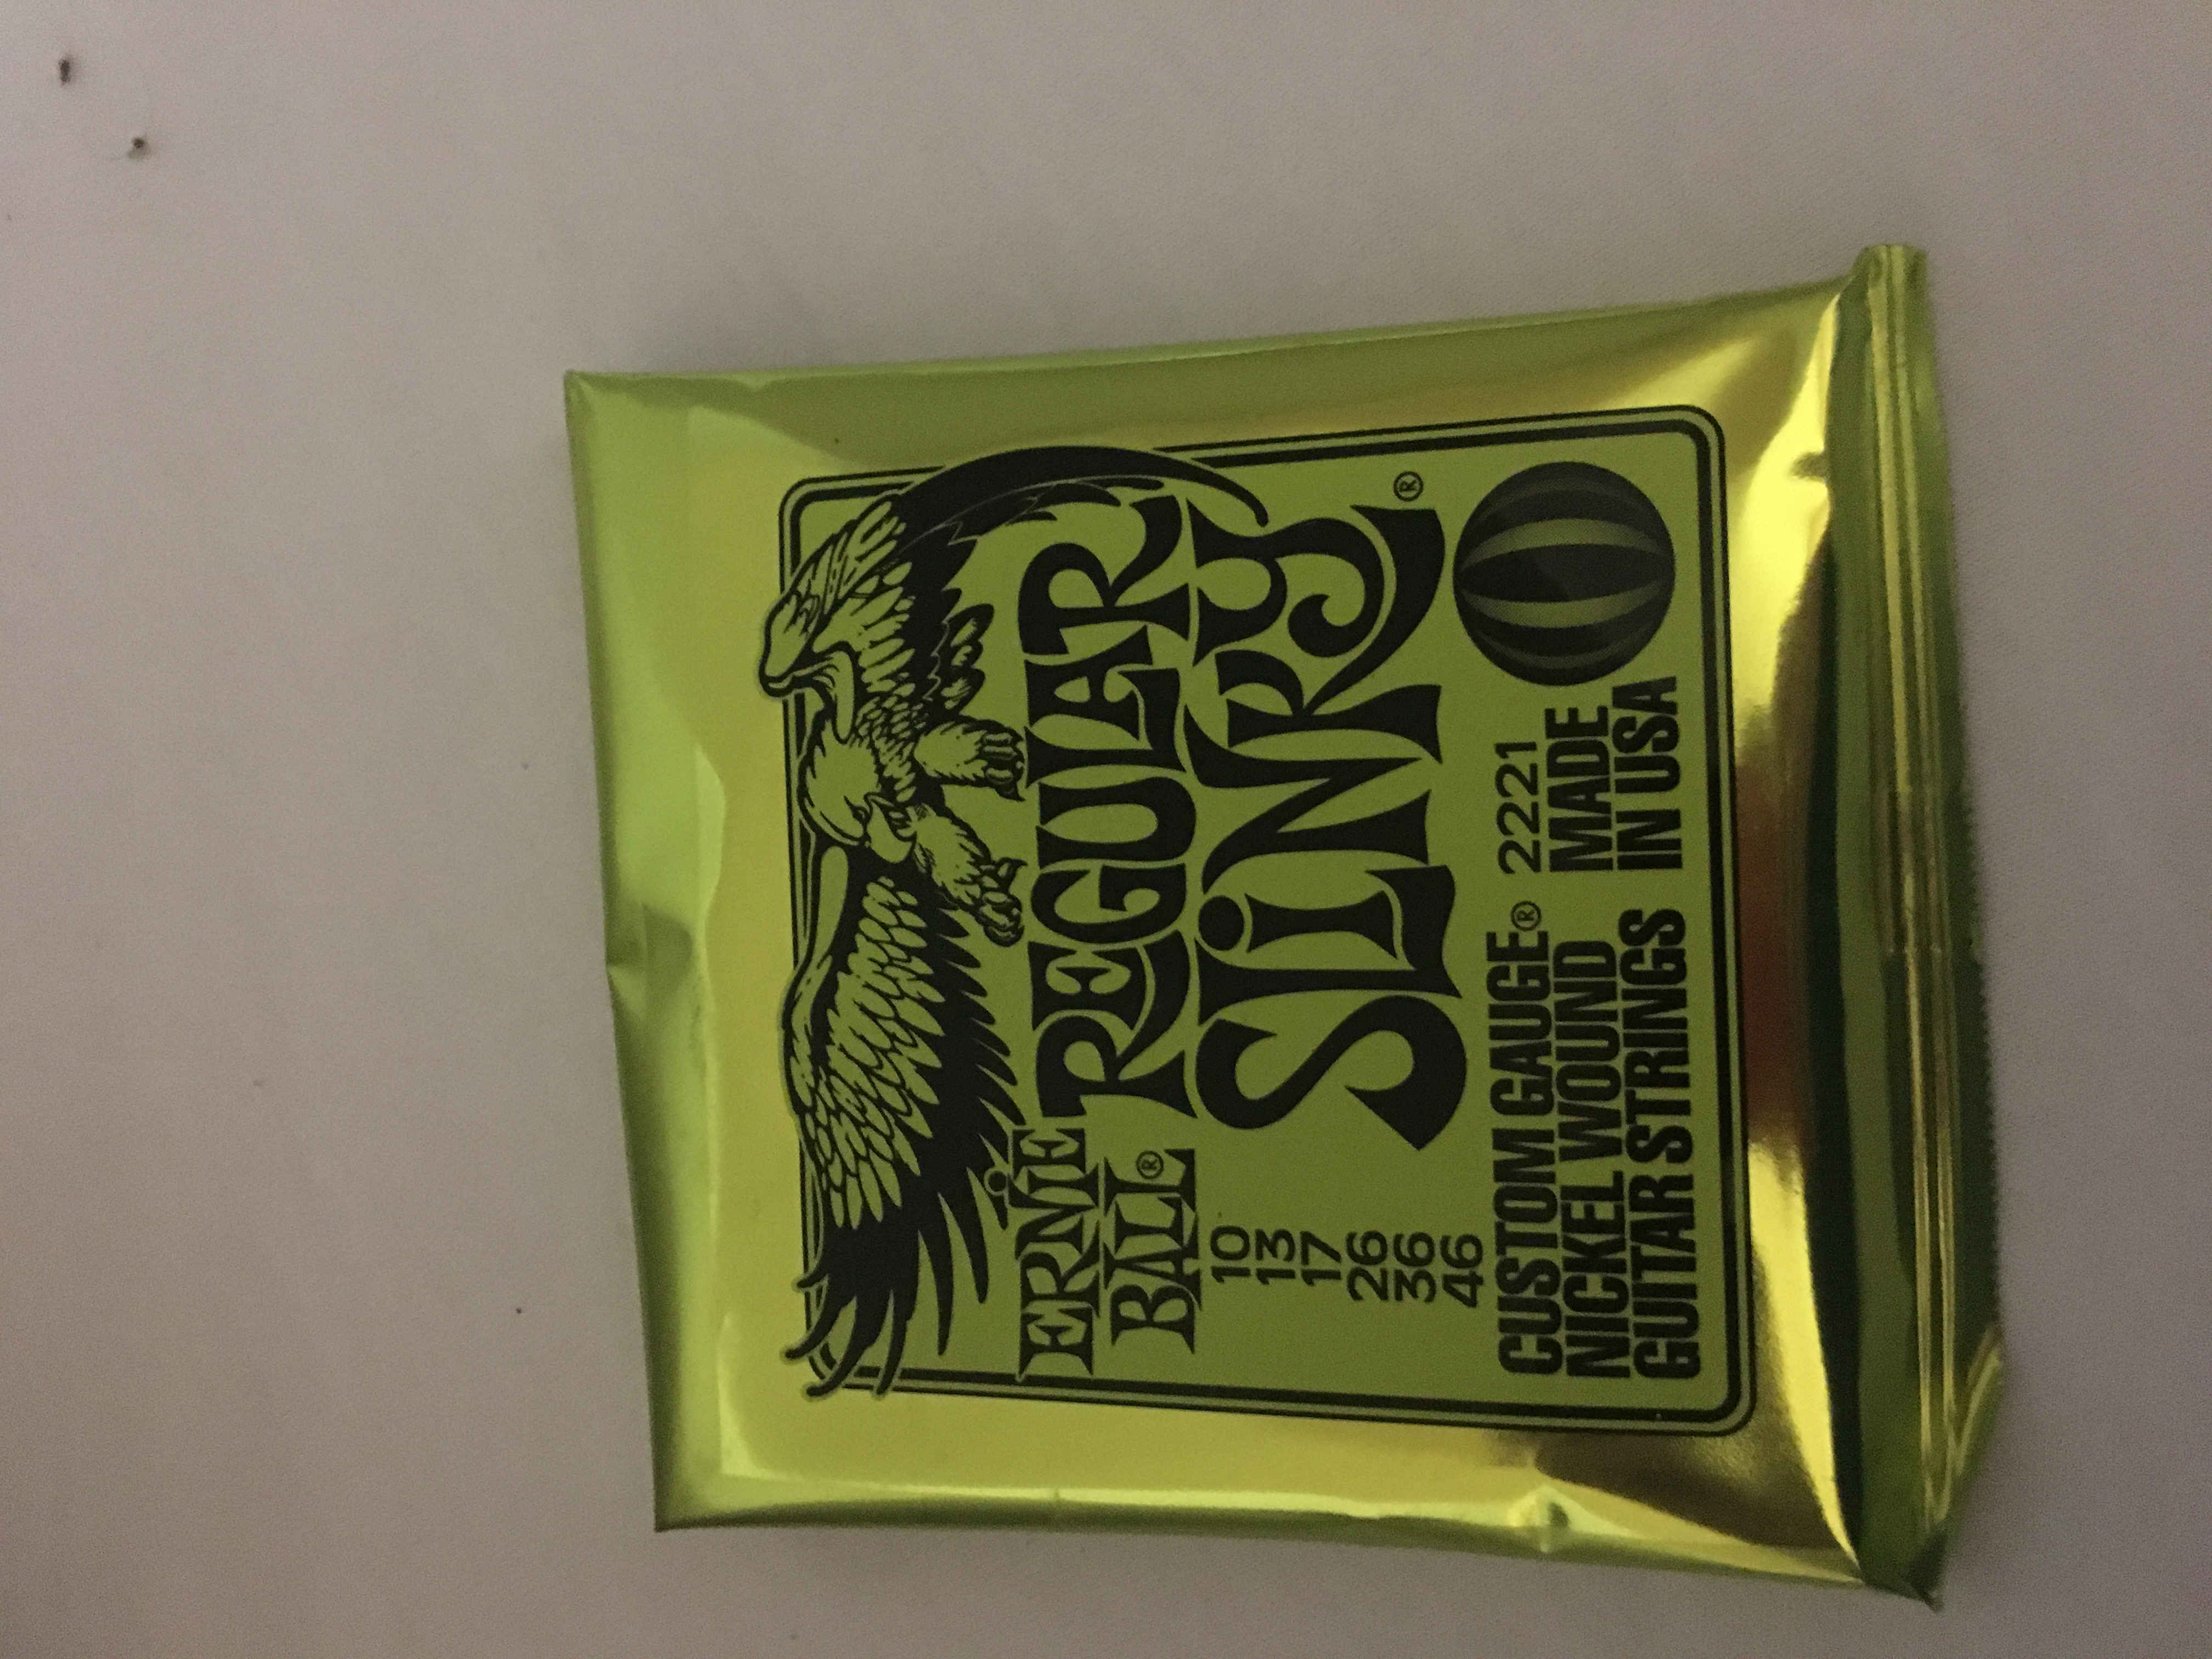 ERNIE
BALL®
REGULAR
SLINKY®
10
13
17
26
36
46
CUSTOM GAUGE® 2221
NICKEL WOUND MADE
GUITAR STRINGS IN USA